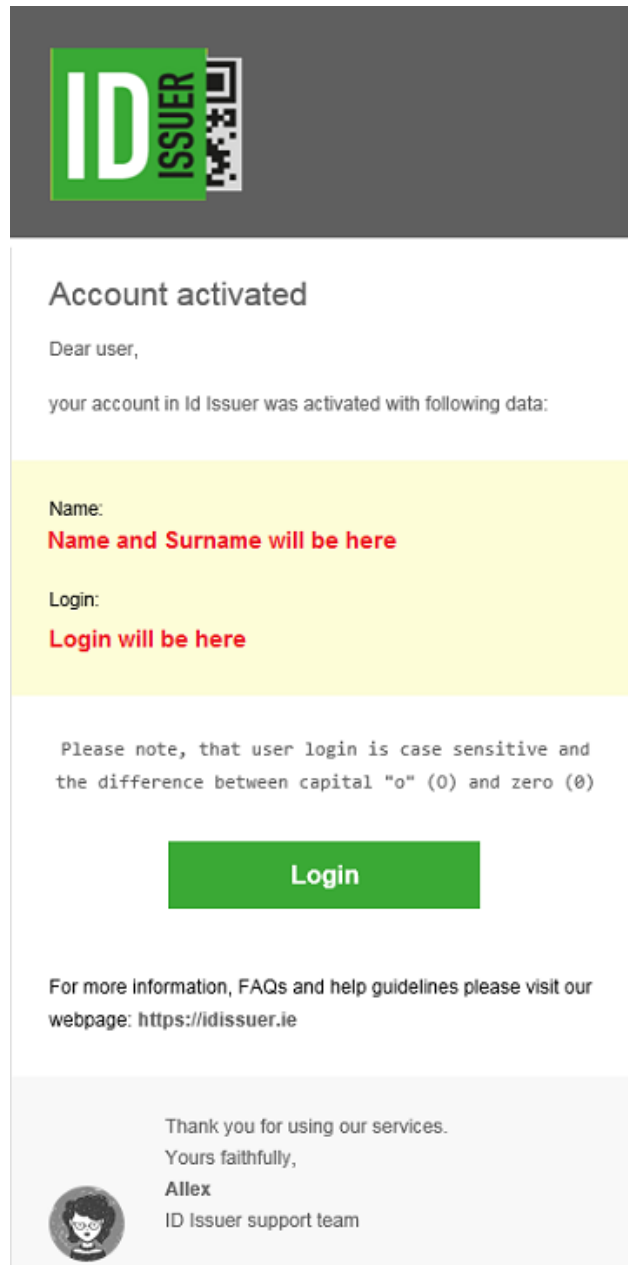 ID
ISSUER
Account activated
Dear user,
your account in Id Issuer was activated with following data:
Name:
Name and Surname will be here
Login:
Login will be here
Please note, that user login is case sensitive and
the difference between capital "o" (O) and zero (0)
Login
For more information, FAQs and help guidelines please visit our
webpage: https://idissuer.ie
Thank you for using our services.
Yours faithfully,
Allex
ID Issuer support team